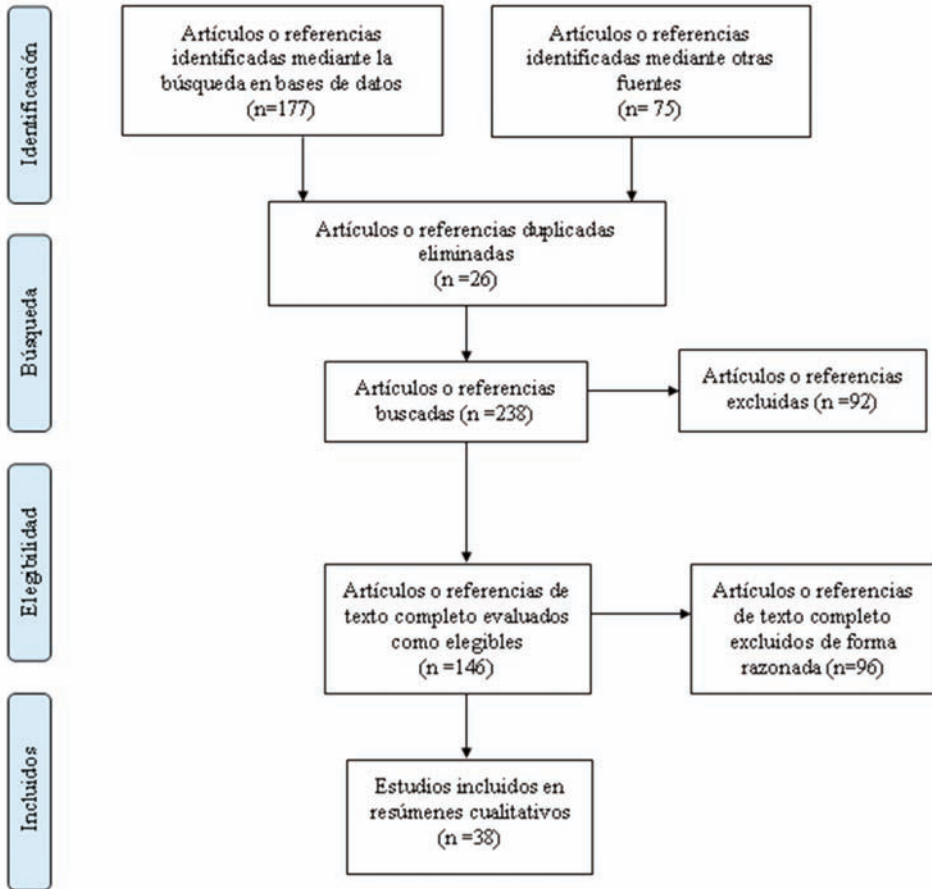 Identificación
Artículos o referencias
identificadas mediante la
búsqueda en bases de datos
(n=177)
Artículos o referencias
identificadas mediante otras
fuentes
(n= 75)
Búsqueda
Artículos o referencias duplicadas
eliminadas
(n =26)
Artículos o referencias
buscadas (n =238)
Artículos o referencias
excluidas (n =92)
Elegibilidad
Artículos o referencias de
texto completo evaluados
como elegibles
(n =146)
Artículos o referencias
de texto completo
excluidos de forma
razonada (n=96)
Incluidos
Estudios incluidos en
resúmenes cualitativos
(n =38)